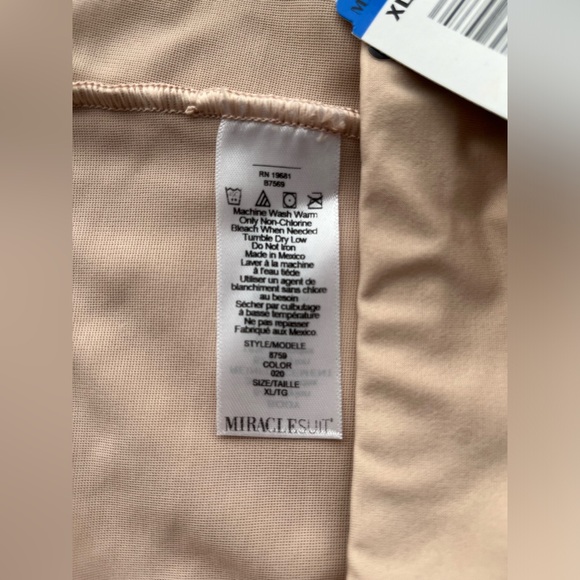 XL
RN 19681
B7569
Machine Wash Warm
Only Non-Chlorine
Bleach When Needed
Tumble Dry Low
Do Not Iron
Made in Mexico
Laver à la machine
à l'eau tiède
Utiliser un agent de
blanchiment sans chlore
au besoin
Sécher par culbutage
à basse température
Ne pas repasser
Fabriqué aux Mexico.
STYLE/MODELE
8759
COLOR
020
SIZE/TAILLE
XL/TG
MIRACLESUIT®